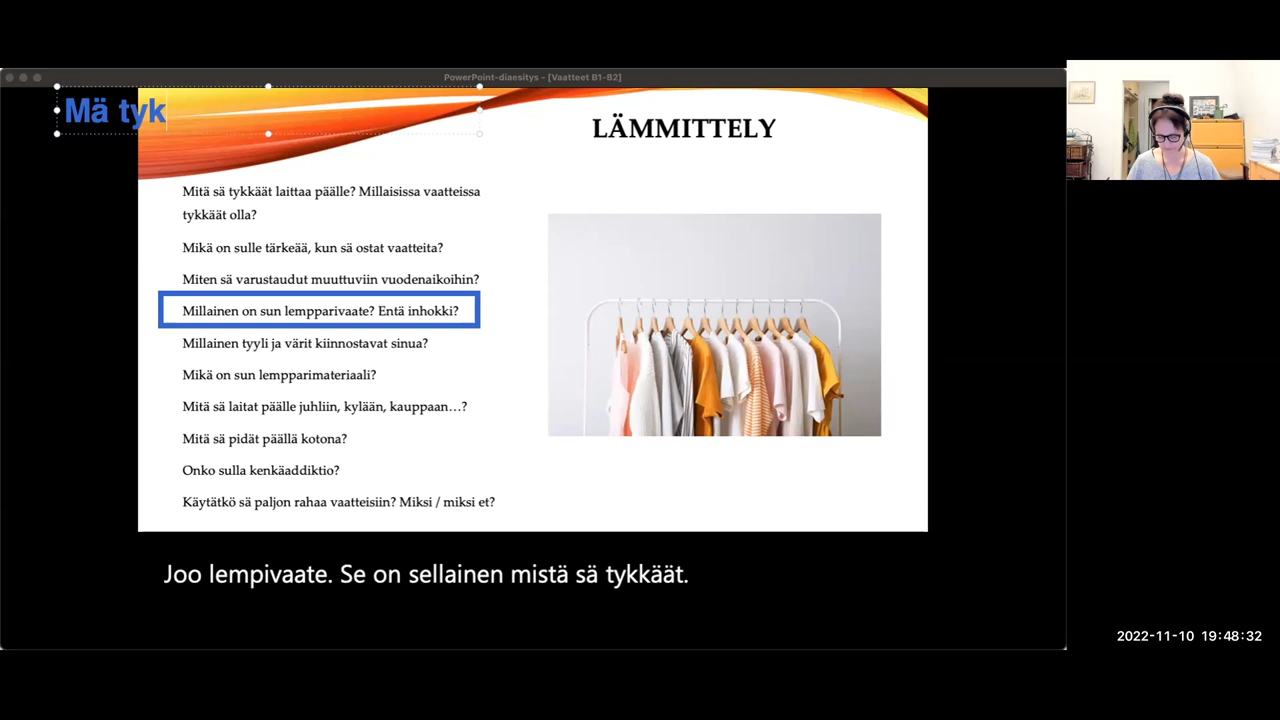 PowerPoint-diaesitys - [Vaatteet B1-B2]
Mä tyk
LÄMMITTELY
Mitä sä tykkäät laittaa päälle? Millaisissa vaatteissa
tykkäät olla?
Mikä on sulle tärkeää, kun sä ostat vaatteita?
Miten sä varustaudut muuttuviin vuodenaikoihin?
Millainen on sun lempparivaate? Entä inhokki?
Millainen tyyli ja värit kiinnostavat sinua?
Mikä on sun lempparimateriaali?
Mitä sä laitat päälle juhliin, kylään, kauppaan…?
Mitä sä pidät päällä kotona?
Onko sulla kenkäaddiktio?
Käytätkö sä paljon rahaa vaatteisiin? Miksi / miksi et?
Joo lempivaate. Se on sellainen mistä sä tykkäät.
2022-11-10 19:48:32